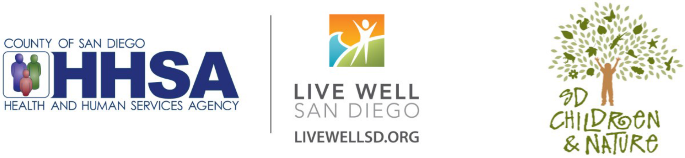 COUNTY OF SAN DIEGO
HHSA
HEALTH AND HUMAN SERVICES AGENCY
LIVE WELL
SAN DIEGO
LIVEWELLSD.ORG
SD
CHILDREN
& NATURE